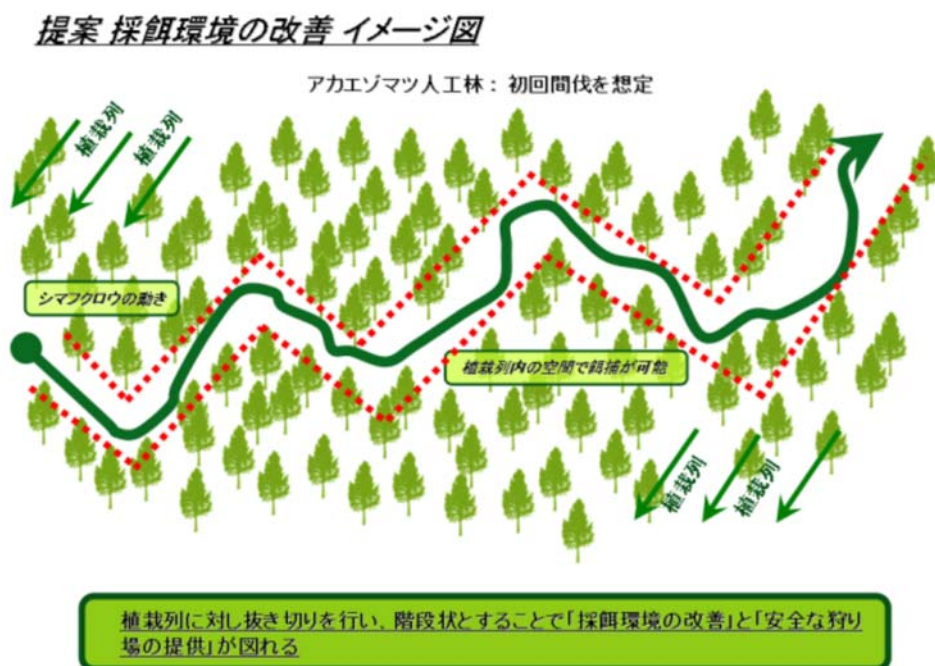 提案 採餌環境の改善 イメージ図
アカエゾマツ人工林： 初回間伐を想定
植栽列
植栽列
シマフクロウの動き
植栽列内の空間で餌捕が可能
植栽列
植栽列
植栽列に対し抜き切りを行い、階段状とすることで「採餌環境の改善」と「安全な狩り
場の提供」が図れる